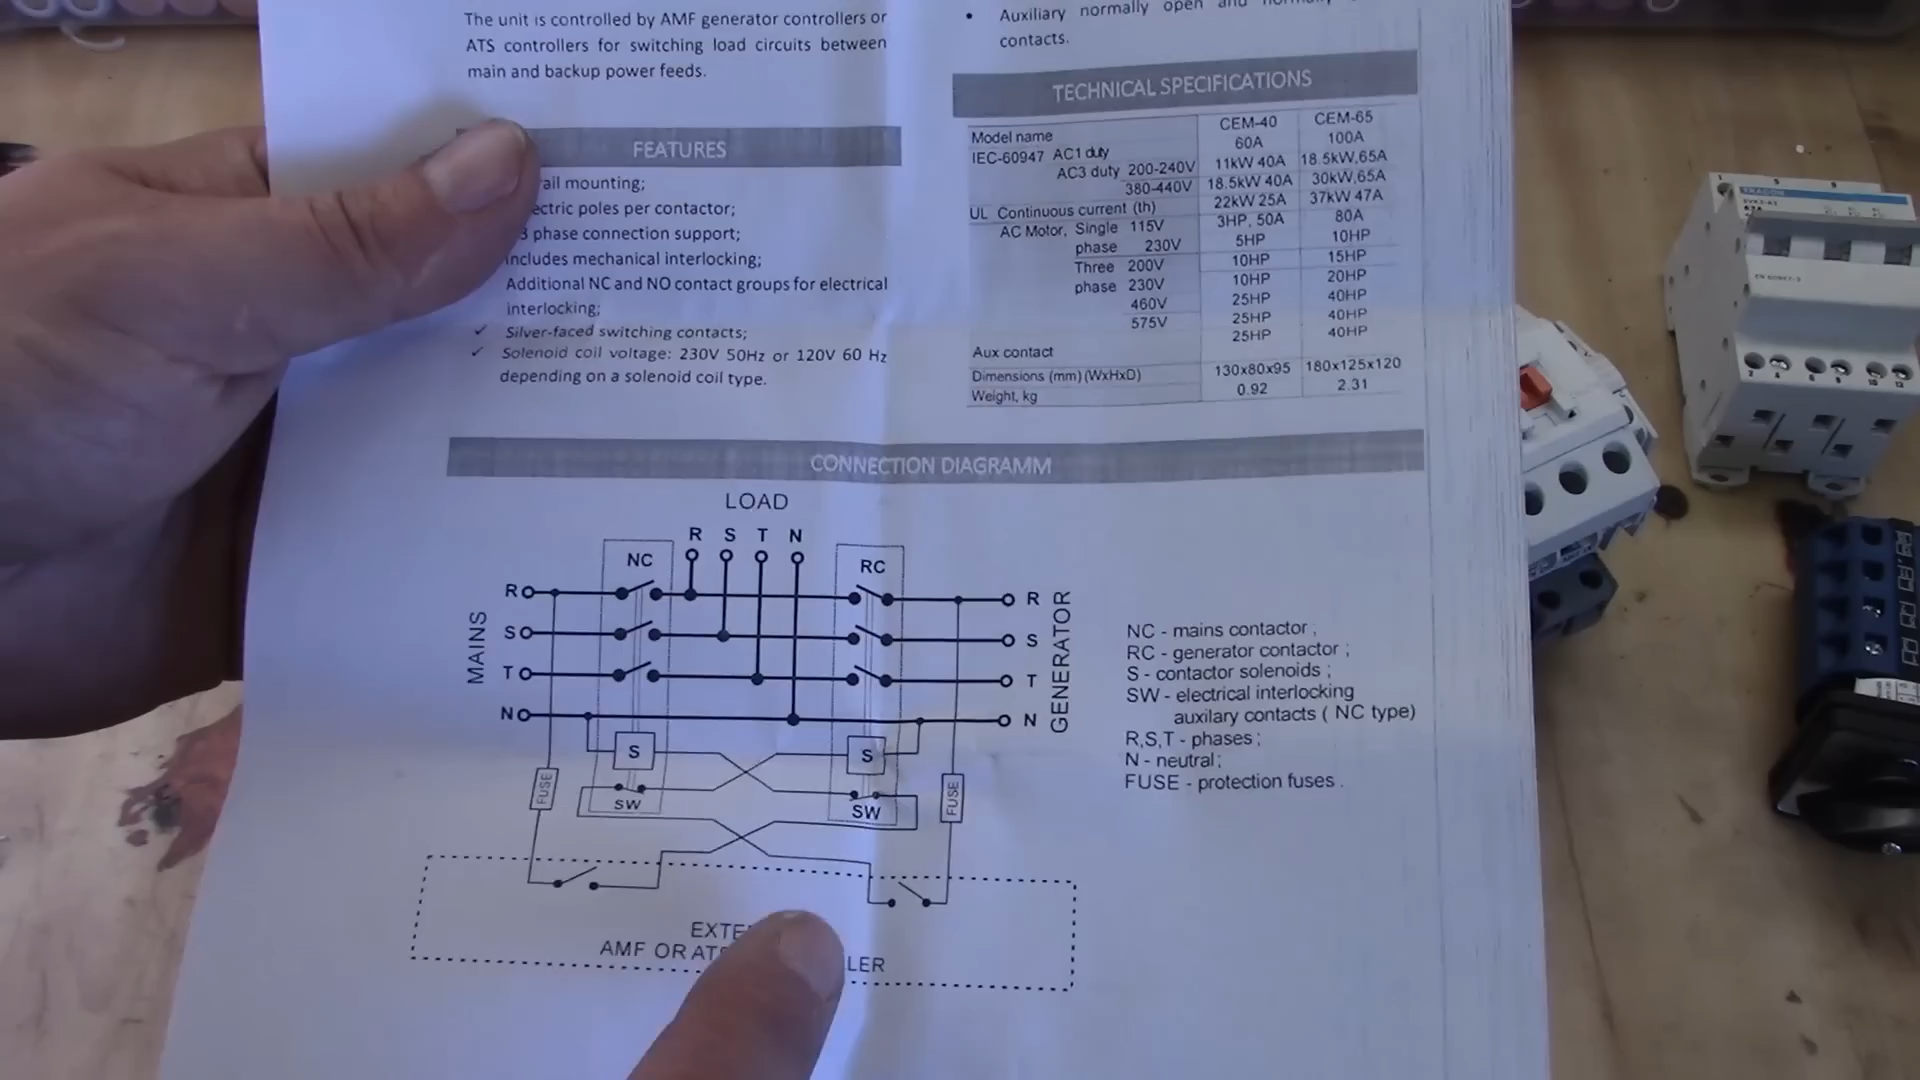 The unit is controlled by AMF generator controllers or
ATS controllers for switching load circuits between
main and backup power feeds.
FEATURES
ail mounting;
ectric poles per contactor;
3 phase connection support;
includes mechanical interlocking;
Additional NC and NO contact groups for electrical
interlocking;
✓ Silver-faced switching contacts;
✓ Solenoid coil voltage: 230V 50Hz or 120V 60 Hz
depending on a solenoid coil type.
• Auxiliary normally open and
contacts.
TECHNICAL SPECIFICATIONS
Model name CEM-40 CEM-65
IEC-60947 AC1 duty 60A 100A
AC3 duty 200-240V 11kW 40A 18.5kW,65A
380-440V 18.5kW 40A 30kW,65A
22kW 25A 37kW 47A
UL Continuous current (th) 3HP, 50A 80A
AC Motor, Single 115V 5HP 10HP
phase 230V 10HP 15HP
Three 200V 10HP 20HP
phase 230V 25HP 40HP
460V 25HP 40HP
575V 25HP 40HP
Aux contact
Dimensions (mm) (WxHxD) 130x80x95 180x125x120
Weight, kg 0.92 2.31
CONNECTION DIAGRAMM
LOAD
R S T N
NC RC
MAINS
R
S
T
N
R
S
T
N
GENERATOR
S S
SW SW
FUSE FUSE
EXTE
AMF OR ATS LER
NC - mains contactor ;
RC - generator contactor ;
S - contactor solenoids ;
SW - electrical interlocking
auxilary contacts ( NC type)
R,S,T - phases ;
N - neutral;
FUSE - protection fuses .
TRACON